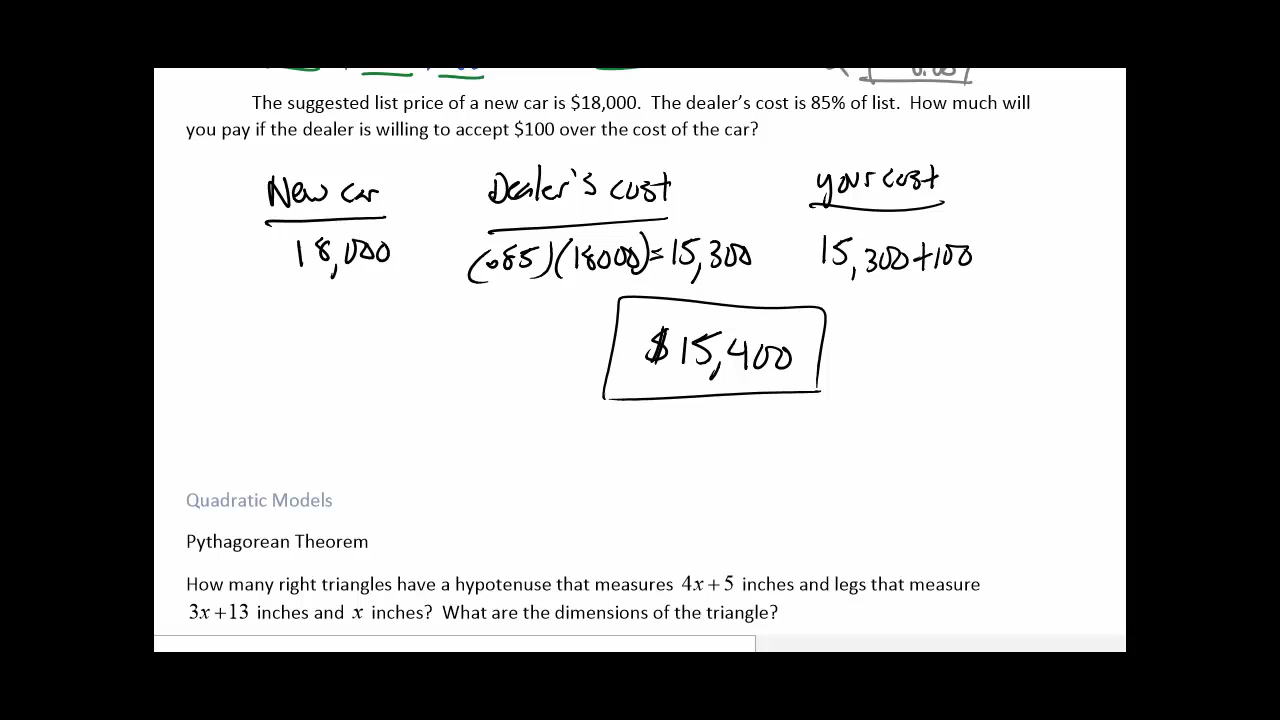 The suggested list price of a new car is $18,000. The dealer's cost is 85% of list. How much will
you pay if the dealer is willing to accept $100 over the cost of the car?
New car Dealer's cost your cost
18,000 (.85)(18000)=15,300 15,300+100
$15,400
Quadratic Models
Pythagorean Theorem
How many right triangles have a hypotenuse that measures 4x+5 inches and legs that measure
3x+13 inches and x inches? What are the dimensions of the triangle?